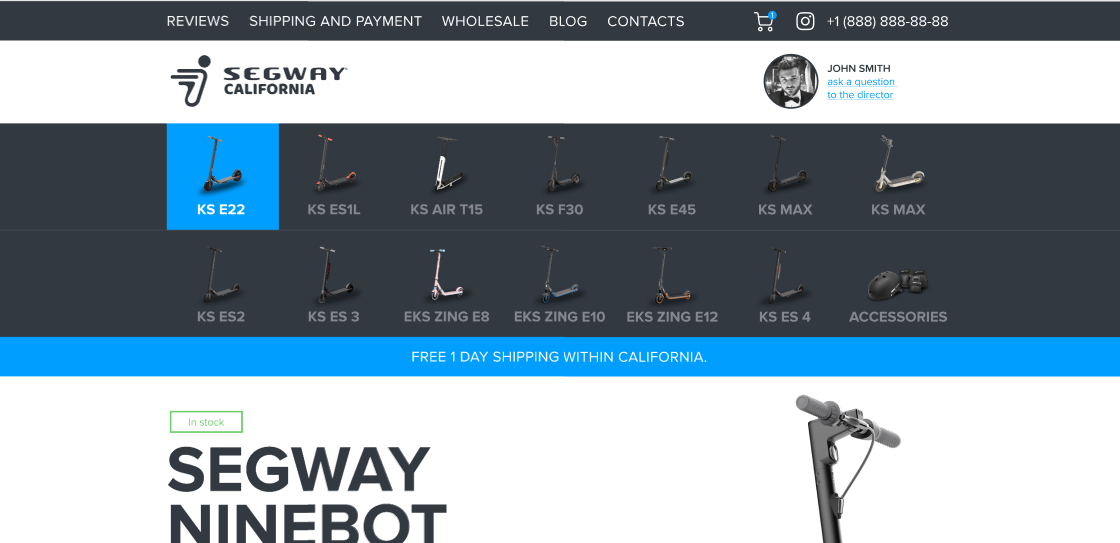 REVIEWS SHIPPING AND PAYMENT WHOLESALE BLOG CONTACTS 1 +1 (888) 888-88-88
SEGWAY
CALIFORNIA
JOHN SMITH
ask a question
to the director
KS E22 KS ES1L KS AIR T15 KS F30 KS E45 KS MAX KS MAX
KS ES2 KS ES 3 EKS ZING E8 EKS ZING E10 EKS ZING E12 KS ES 4 ACCESSORIES
FREE 1 DAY SHIPPING WITHIN CALIFORNIA.
In stock
SEGWAY
NINEBOT